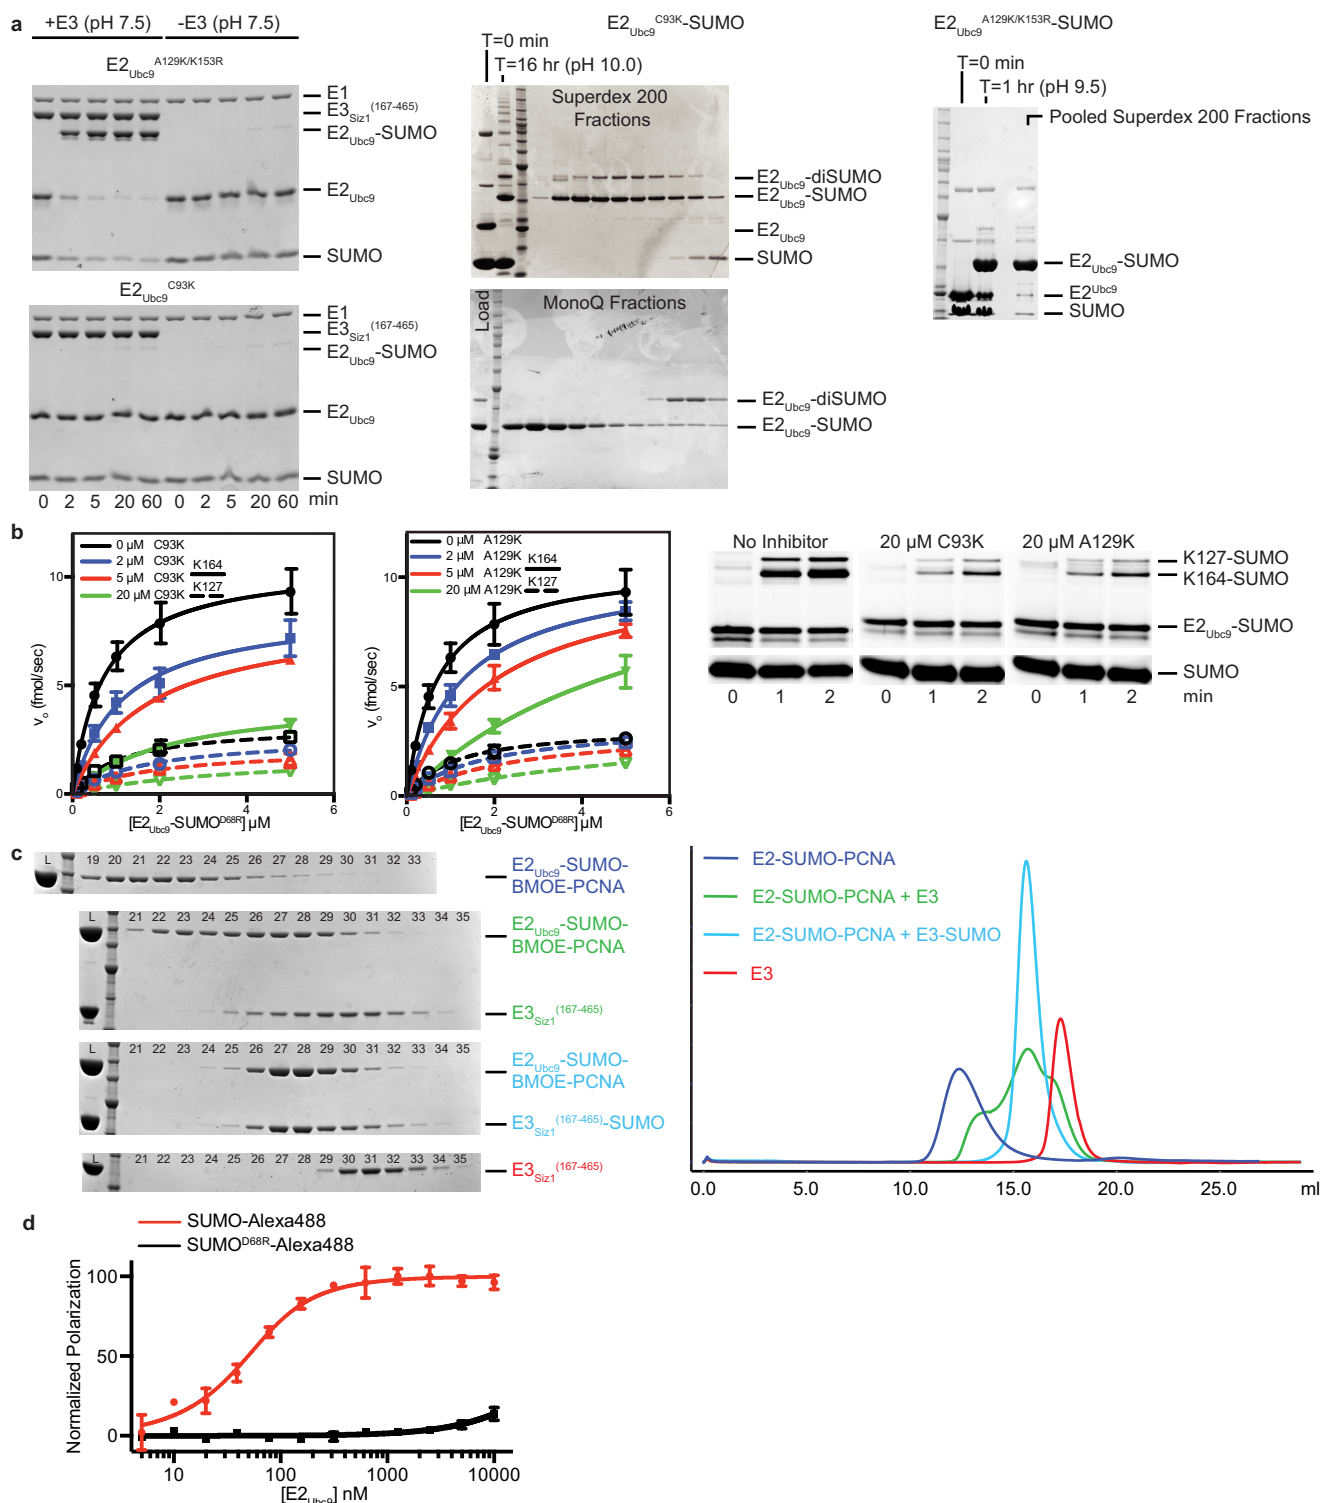 a
+E3 (pH 7.5) -E3 (pH 7.5)
E2Ubc9 A129K/K153R
E1
E3Siz1(167-465)
E2Ubc9-SUMO
E2Ubc9
SUMO
E2Ubc9 C93K
E1
E3Siz1(167-465)
E2Ubc9-SUMO
E2Ubc9
SUMO
0 2 5 20 60 0 2 5 20 60 min
E2Ubc9C93K-SUMO
T=0 min
T=16 hr (pH 10.0)
Superdex 200
Fractions
E2Ubc9-diSUMO
E2Ubc9-SUMO
E2Ubc9
SUMO
Load
MonoQ Fractions
E2Ubc9-diSUMO
E2Ubc9-SUMO
E2Ubc9A129K/K153R-SUMO
T=0 min
T=1 hr (pH 9.5)
Pooled Superdex 200 Fractions
E2Ubc9-SUMO
E2Ubc9
SUMO
b
0 µM C93K
2 µM C93K
5 µM C93K
20 µM C93K
K164
K127
10
5
0
vo (fmol/sec)
0 2 4 6
[E2Ubc9-SUMOD68R] µM
0 µM A129K
2 µM A129K
5 µM A129K
20 µM A129K
K164
K127
10
5
0
vo (fmol/sec)
0 2 4 6
[E2Ubc9-SUMOD68R] µM
No Inhibitor 20 µM C93K 20 µM A129K
K127-SUMO
K164-SUMO
E2Ubc9-SUMO
SUMO
0 1 2 0 1 2 0 1 2 min
c
L 19 20 21 22 23 24 25 26 27 28 29 30 31 32 33
E2Ubc9-SUMO-
BMOE-PCNA
L 21 22 23 24 25 26 27 28 29 30 31 32 33 34 35
E2Ubc9-SUMO-
BMOE-PCNA
E3Siz1(167-465)
L 21 22 23 24 25 26 27 28 29 30 31 32 33 34 35
E2Ubc9-SUMO-
BMOE-PCNA
E3Siz1(167-465)-SUMO
L 21 22 23 24 25 26 27 28 29 30 31 32 33 34 35
E3Siz1(167-465)
E2-SUMO-PCNA
E2-SUMO-PCNA + E3
E2-SUMO-PCNA + E3-SUMO
E3
0.0 5.0 10.0 15.0 20.0 25.0 ml
d
SUMO-Alexa488
SUMOD68R-Alexa488
100
50
0
Normalized Polarization
10 100 1000 10000
[E2Ubc9] nM